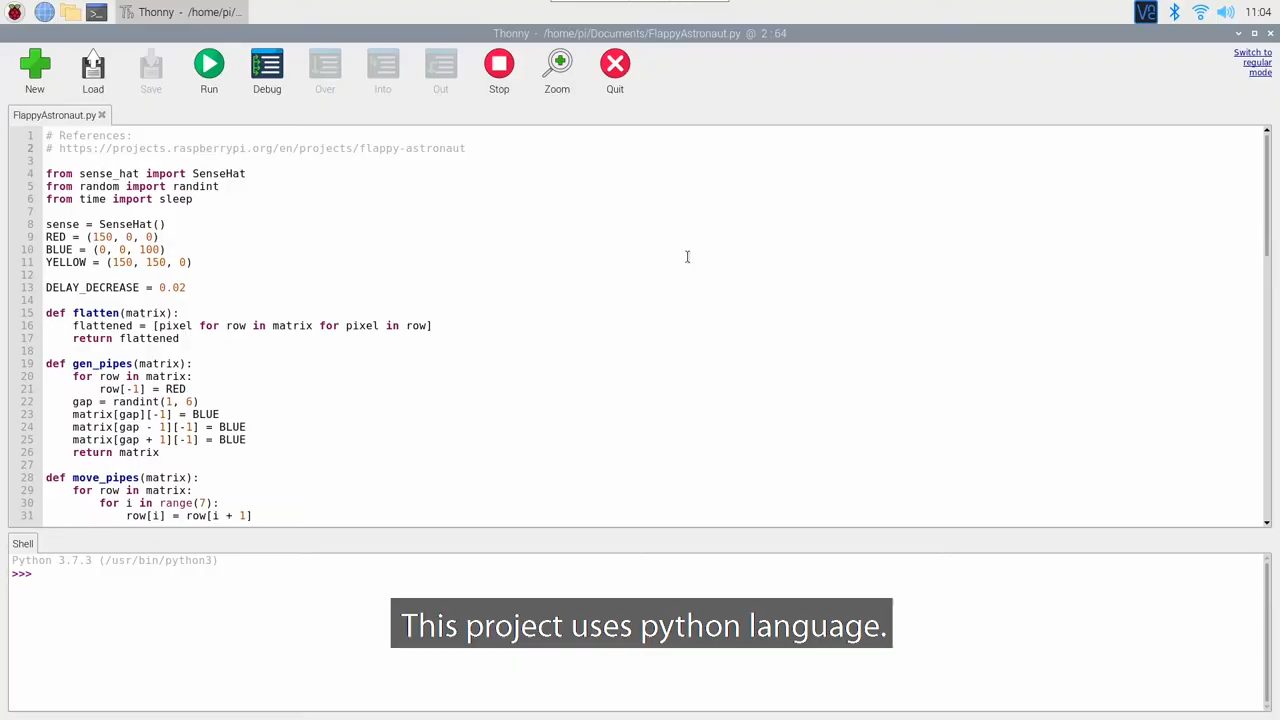 Thonny - /home/pi/...
11:04
Thonny - /home/pi/Documents/FlappyAstronaut.py @ 2:64
New
Load
Save
Run
Debug
Over
Into
Out
Stop
Zoom
Quit
Switch to
regular
mode
FlappyAstronaut.py
1 # References:
2 # https://projects.raspberrypi.org/en/projects/flappy-astronaut
3
4 from sense_hat import SenseHat
5 from random import randint
6 from time import sleep
7
8 sense = SenseHat()
9 RED = (150, 0, 0)
10 BLUE = (0, 0, 100)
11 YELLOW = (150, 150, 0)
12
13 DELAY_DECREASE = 0.02
14
15 def flatten(matrix):
16     flattened = [pixel for row in matrix for pixel in row]
17     return flattened
18
19 def gen_pipes(matrix):
20     for row in matrix:
21         row[-1] = RED
22     gap = randint(1, 6)
23     matrix[gap][-1] = BLUE
24     matrix[gap - 1][-1] = BLUE
25     matrix[gap + 1][-1] = BLUE
26     return matrix
27
28 def move_pipes(matrix):
29     for row in matrix:
30         for i in range(7):
31             row[i] = row[i + 1]
Shell
Python 3.7.3 (/usr/bin/python3)
>>>
This project uses python language.